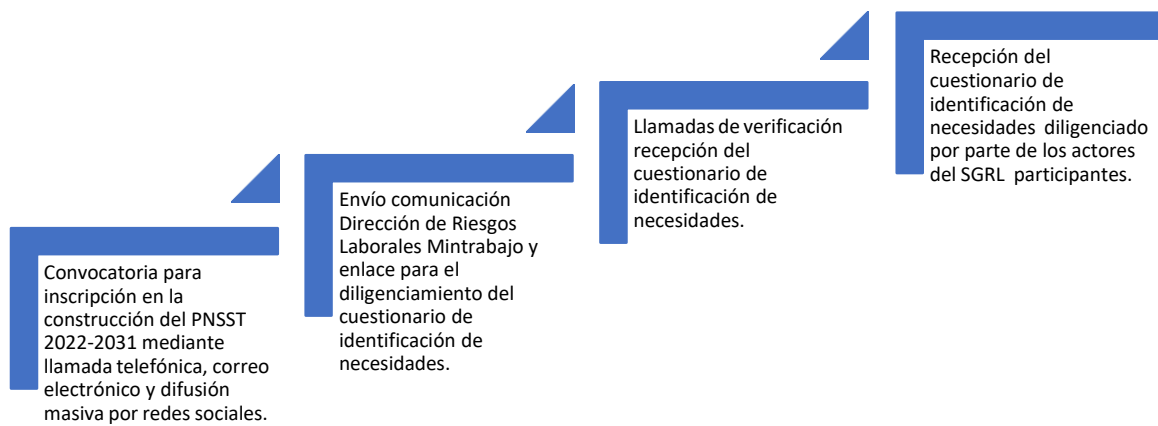 Convocatoria para
inscripción en la
construcción del PNSST
2022-2031 mediante
llamada telefónica, correo
electrónico y difusión
masiva por redes sociales.
Envío comunicación
Dirección de Riesgos
Laborales Mintrabajo y
enlace para el
diligenciamiento del
cuestionario de
identificación de
necesidades.
Llamadas de verificación
recepción del
cuestionario de
identificación de
necesidades.
Recepción del
cuestionario de
identificación de
necesidades diligenciado
por parte de los actores
del SGRL participantes.